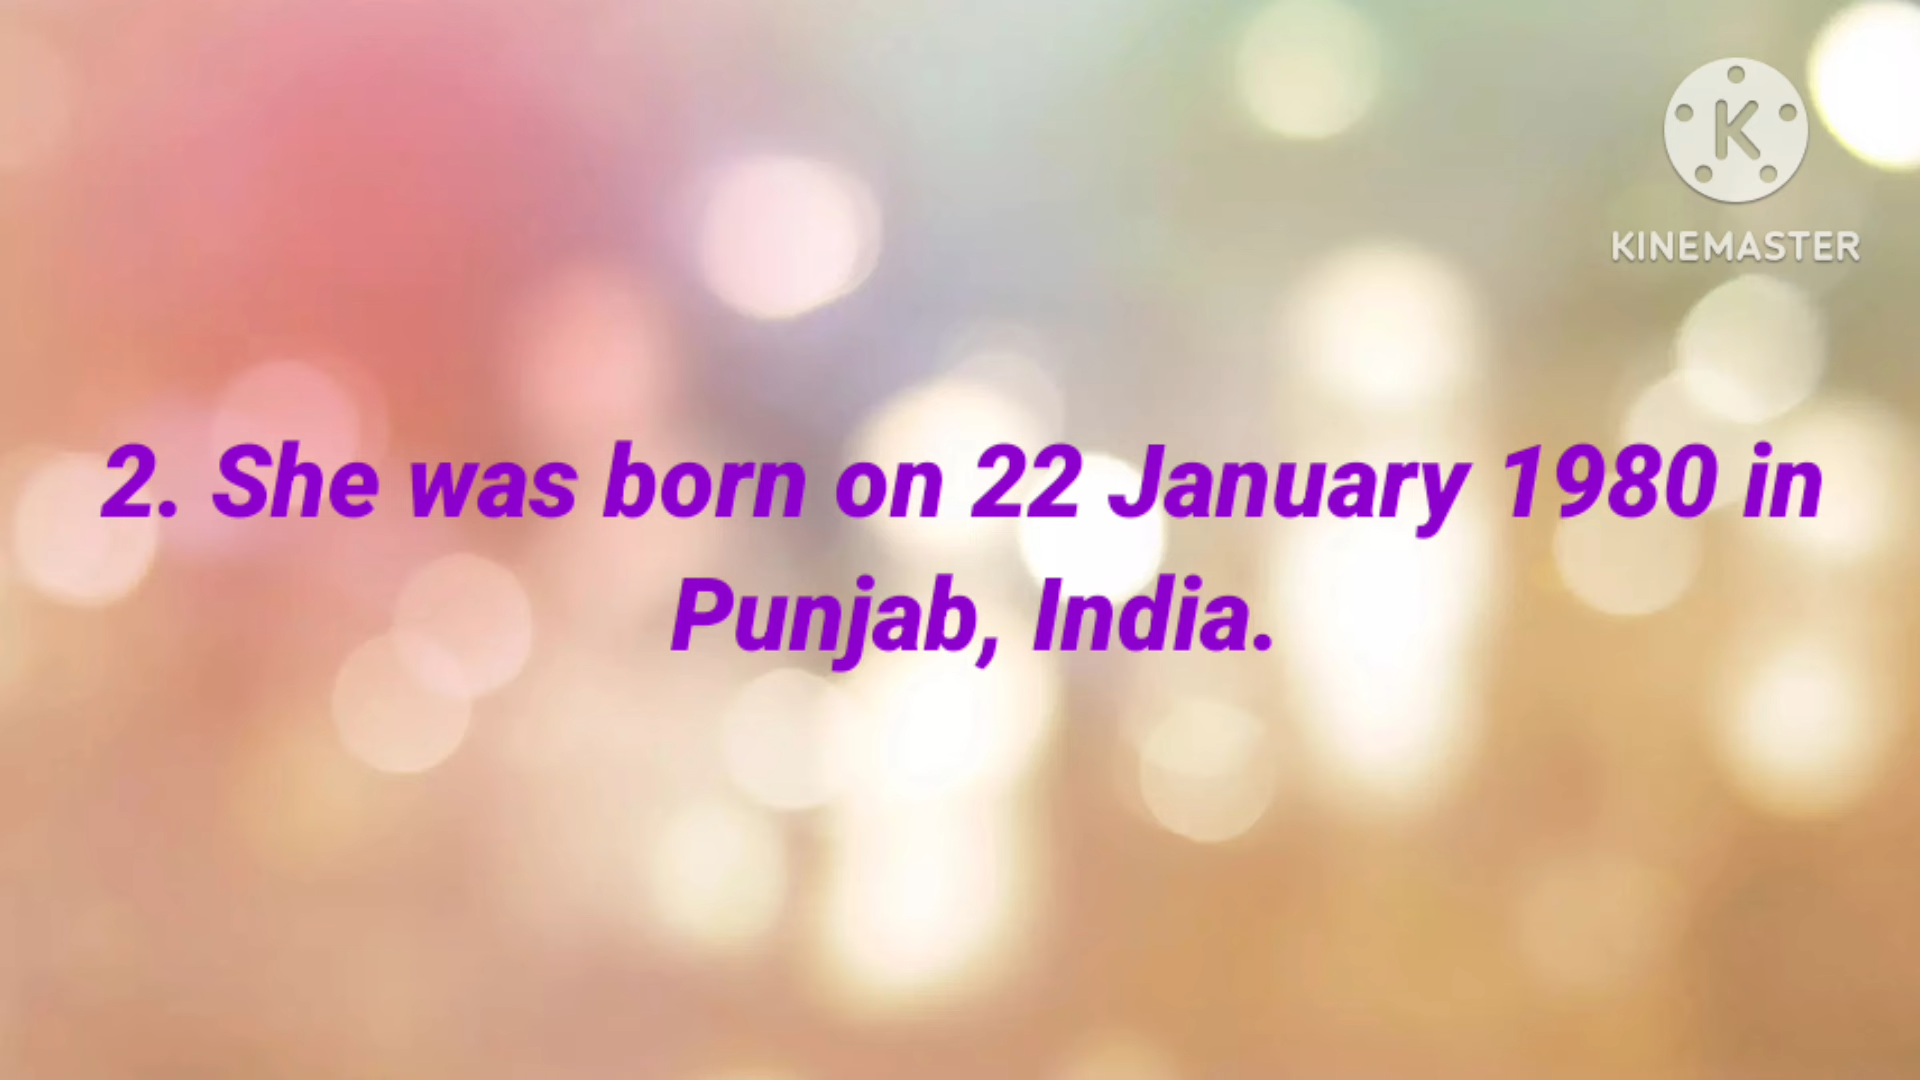 K
KINEMASTER
2. She was born on 22 January 1980 in
Punjab, India.